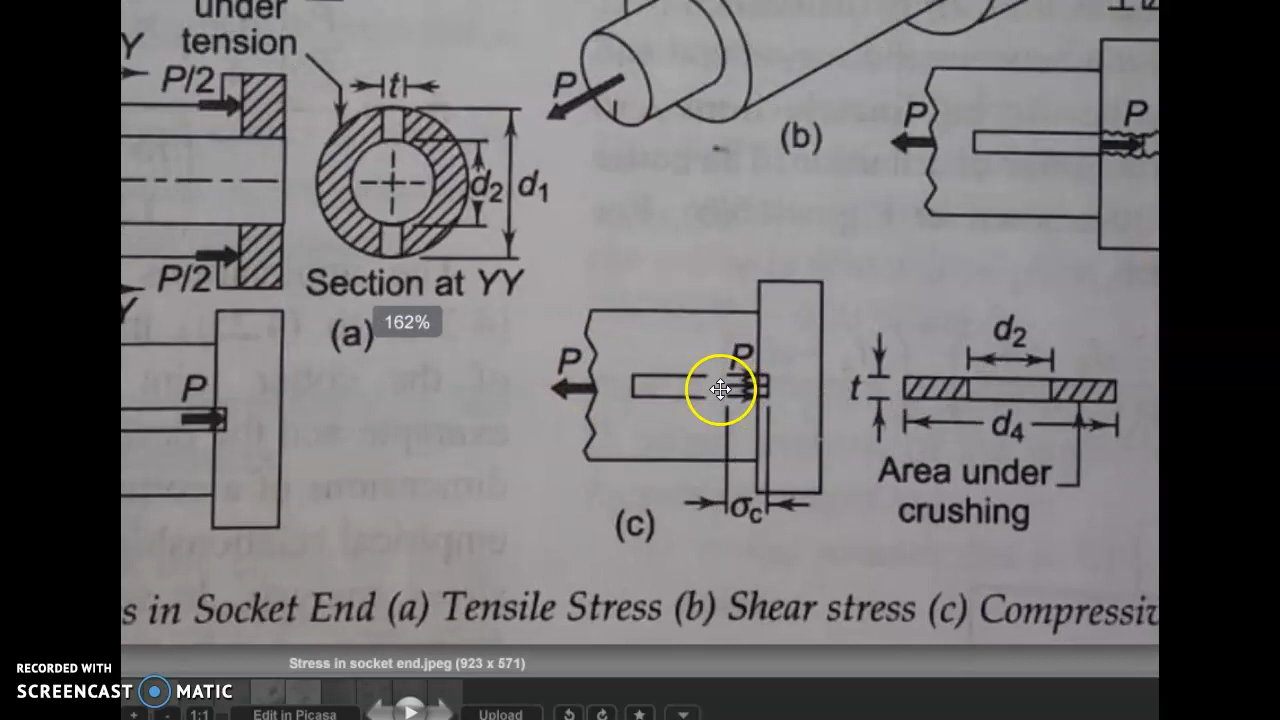 under
tension
Y
P/2
t
d2
d1
P/2
Section at YY
Y
(a)
162%
P
P
(b)
P
P
P
P
σc
(c)
d2
t
d4
Area under
crushing
s in Socket End (a) Tensile Stress (b) Shear stress (c) Compressiv
Stress in socket end.jpeg (923 x 571)
RECORDED WITH
SCREENCAST MATIC
1:1
Edit in Picasa
Upload